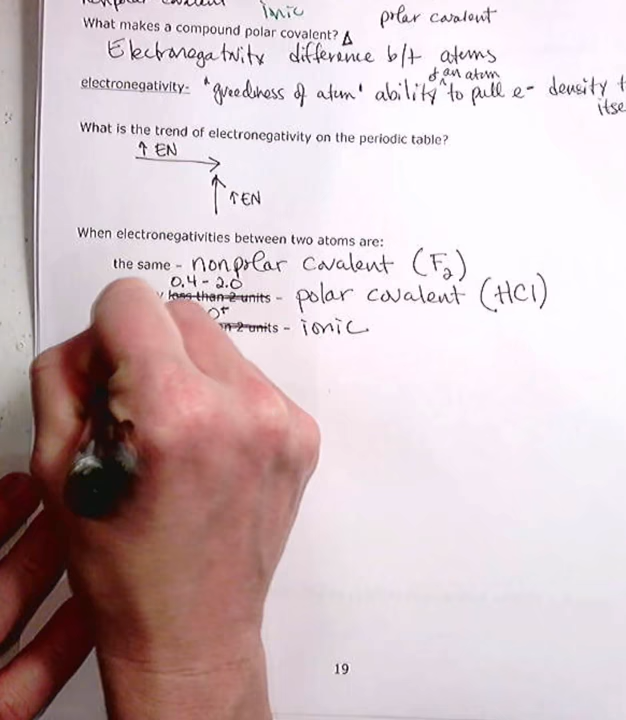 ionic polar covalent
What makes a compound polar covalent? Δ
Electronegativity difference b/t atoms
of an atom
electronegativity- "greediness of atom" ability to pull e- density t
itse
What is the trend of electronegativity on the periodic table?
↑ EN
↑ EN
When electronegativities between two atoms are:
the same - nonpolar covalent (F₂)
0.4 - 2.0
less than 2 units - polar covalent (HCl)
2 units - ionic
19